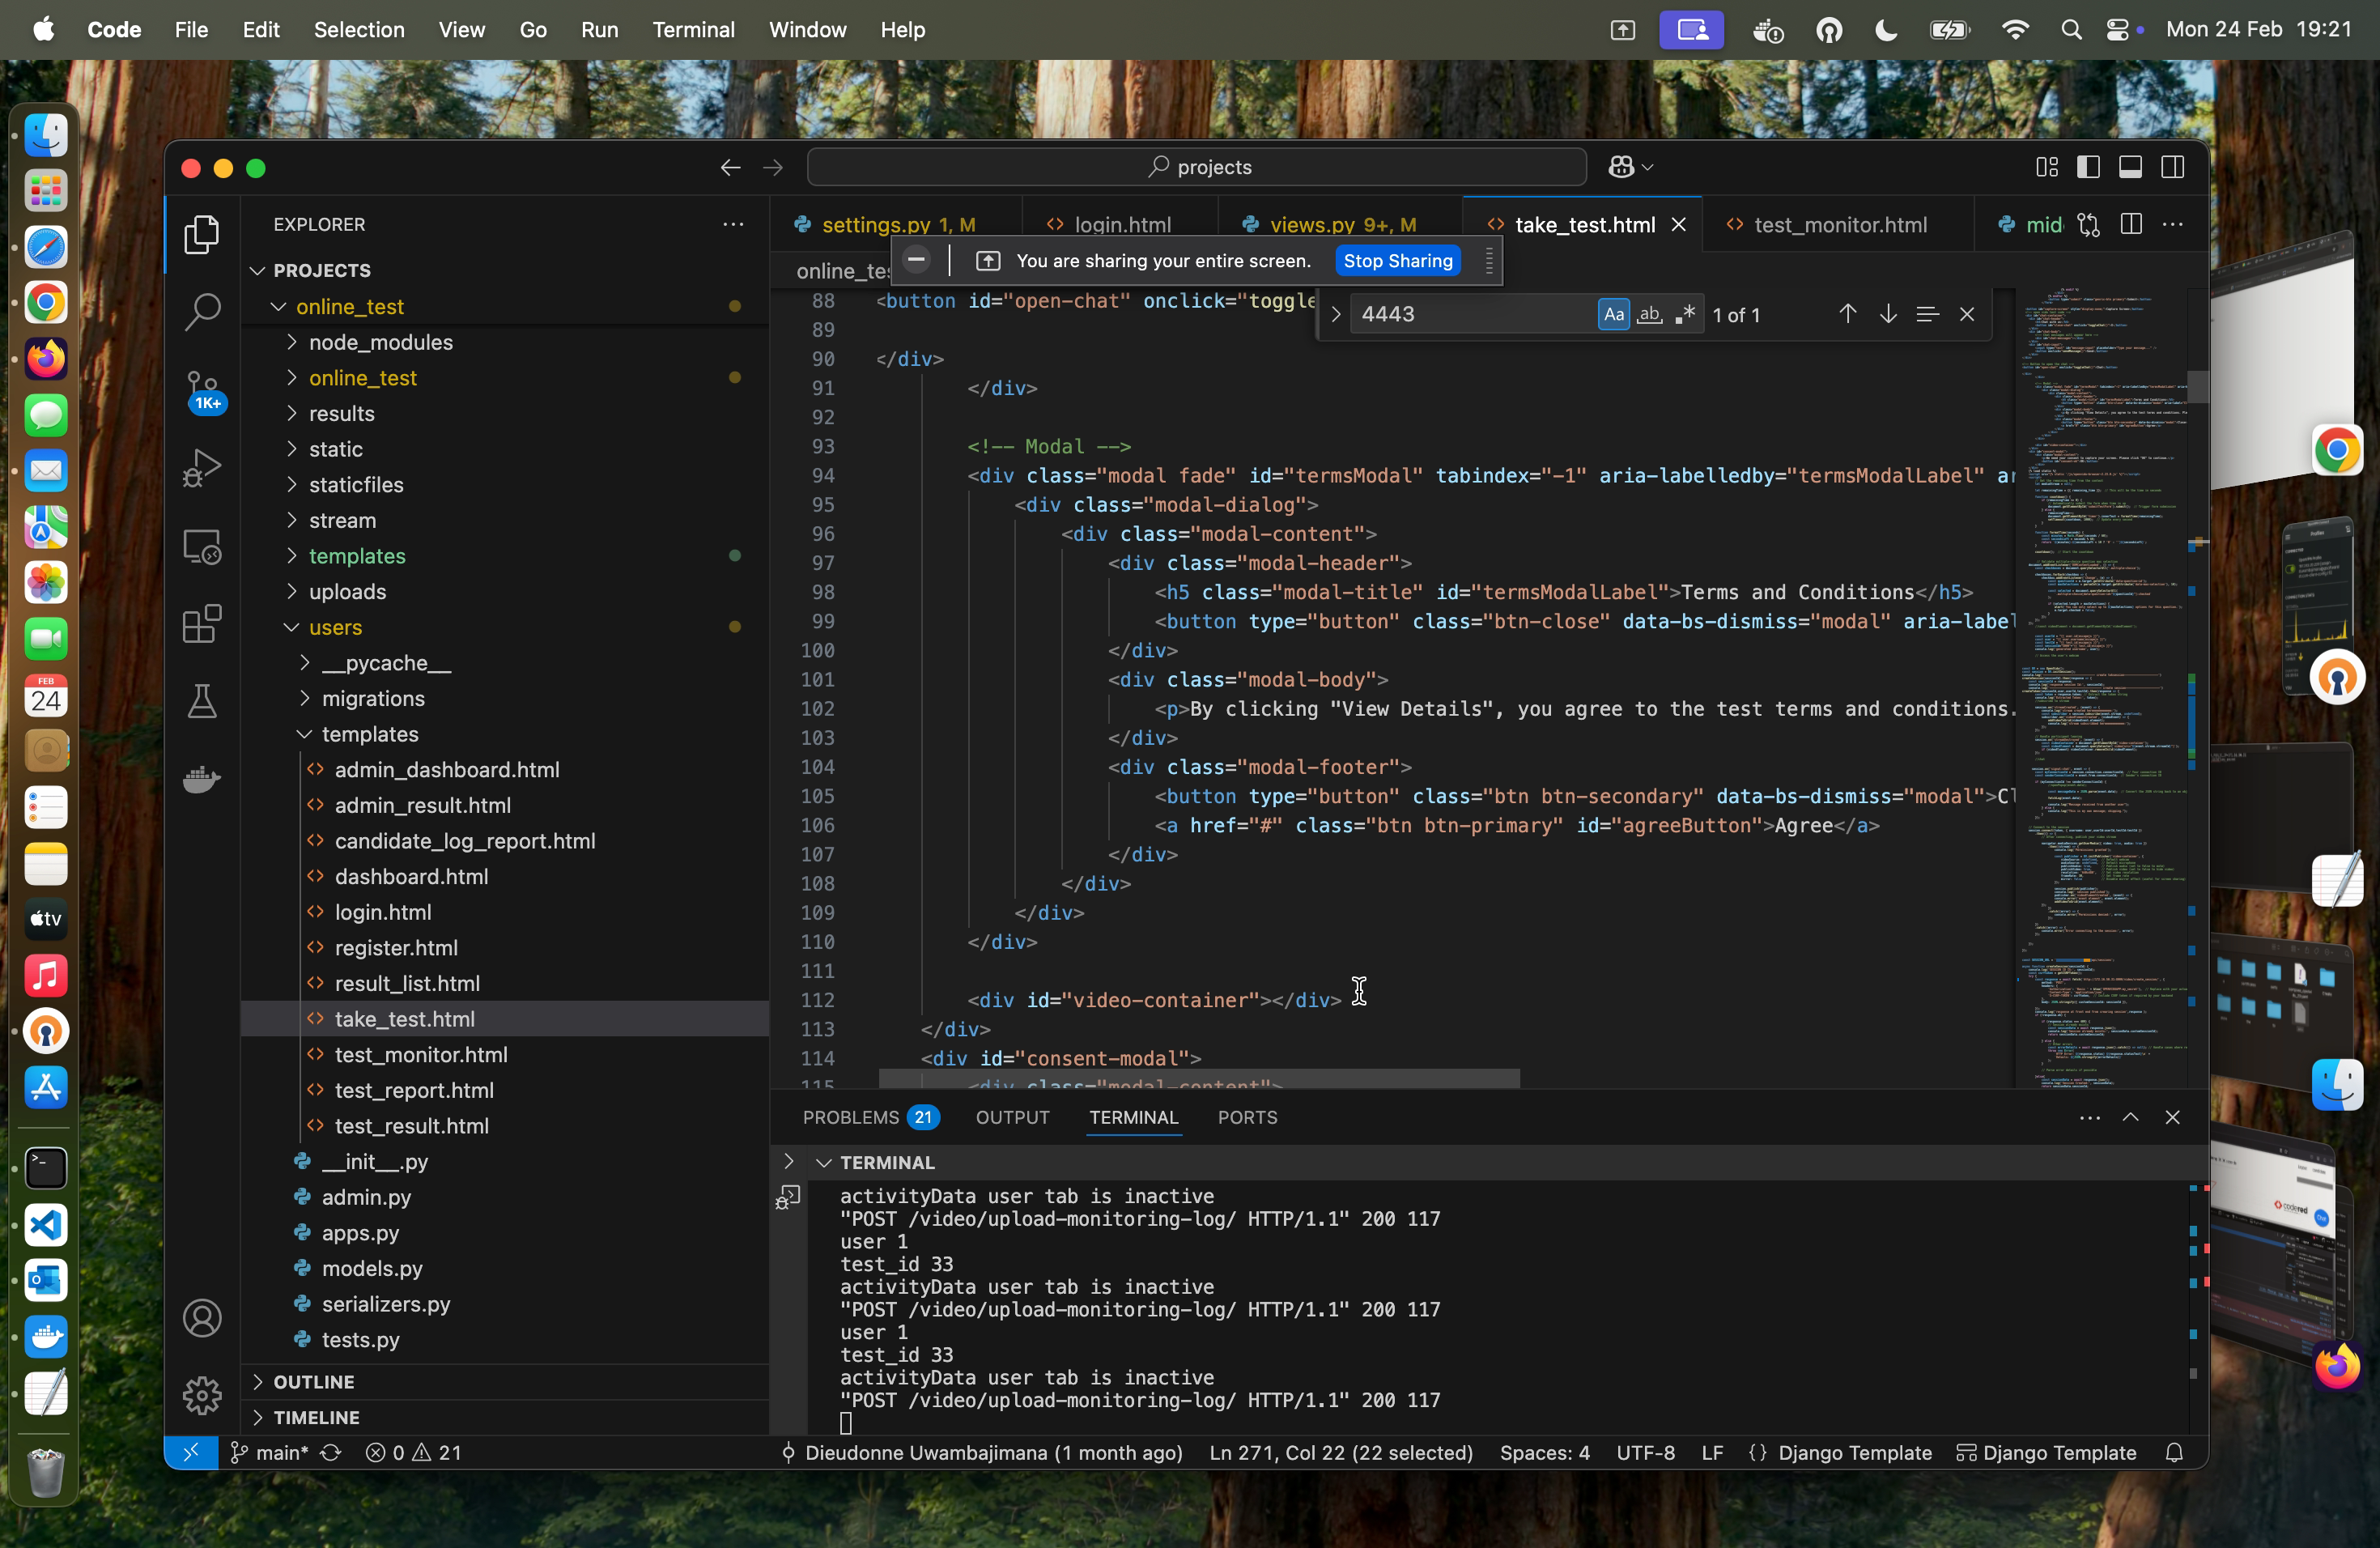 Code File Edit Selection View Go Run Terminal Window Help Mon 24 Feb 19:21
projects
EXPLORER
settings.py 1, M
login.html
views.py 9+, M
take_test.html
test_monitor.html
You are sharing your entire screen. Stop Sharing
PROJECTS
online_test
node_modules
online_test
results
static
staticfiles
stream
templates
uploads
users
__pycache__
migrations
templates
admin_dashboard.html
admin_result.html
candidate_log_report.html
dashboard.html
login.html
register.html
result_list.html
take_test.html
test_monitor.html
test_report.html
test_result.html
__init__.py
admin.py
apps.py
models.py
serializers.py
tests.py
OUTLINE
TIMELINE
1K+
FEB
24
tv
4443
Aa ab 1 of 1
88 <button id="open-chat" onclick="toggle
89
90 </div>
91 </div>
92
93 <!-- Modal -->
94 <div class="modal fade" id="termsModal" tabindex="-1" aria-labelledby="termsModalLabel" ar
95 <div class="modal-dialog">
96 <div class="modal-content">
97 <div class="modal-header">
98 <h5 class="modal-title" id="termsModalLabel">Terms and Conditions</h5>
99 <button type="button" class="btn-close" data-bs-dismiss="modal" aria-label
100 </div>
101 <div class="modal-body">
102 <p>By clicking "View Details", you agree to the test terms and conditions.
103 </div>
104 <div class="modal-footer">
105 <button type="button" class="btn btn-secondary" data-bs-dismiss="modal">Cl
106 <a href="#" class="btn btn-primary" id="agreeButton">Agree</a>
107 </div>
108 </div>
109 </div>
110 </div>
111
112 <div id="video-container"></div>
113 </div>
114 <div id="consent-modal">
115 <div class="modal-content">
PROBLEMS 21 OUTPUT TERMINAL PORTS
TERMINAL
activityData user tab is inactive
"POST /video/upload-monitoring-log/ HTTP/1.1" 200 117
user 1
test_id 33
activityData user tab is inactive
"POST /video/upload-monitoring-log/ HTTP/1.1" 200 117
user 1
test_id 33
activityData user tab is inactive
"POST /video/upload-monitoring-log/ HTTP/1.1" 200 117
main* 0 21 Dieudonne Uwambajimana (1 month ago) Ln 271, Col 22 (22 selected) Spaces: 4 UTF-8 LF {} Django Template Django Template